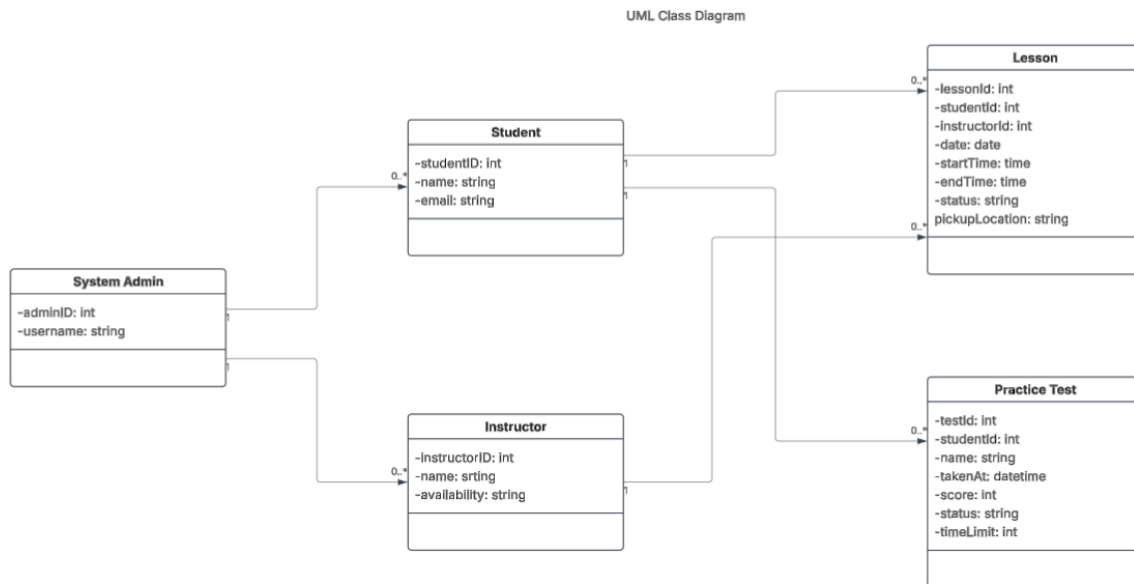 UML Class Diagram
Lesson
-lessonId: int
-studentId: int
-instructorId: int
-date: date
-startTime: time
-endTime: time
-status: string
pickupLocation: string
0..*
0..*
Student
-studentID: int
-name: string
-email: string
0..*
1
1
System Admin
-adminID: int
-username: string
1
1
Instructor
-instructorID: int
-name: srting
-availability: string
0..*
1
Practice Test
-testId: int
-studentId: int
-name: string
-takenAt: datetime
-score: int
-status: string
-timeLimit: int
0..*